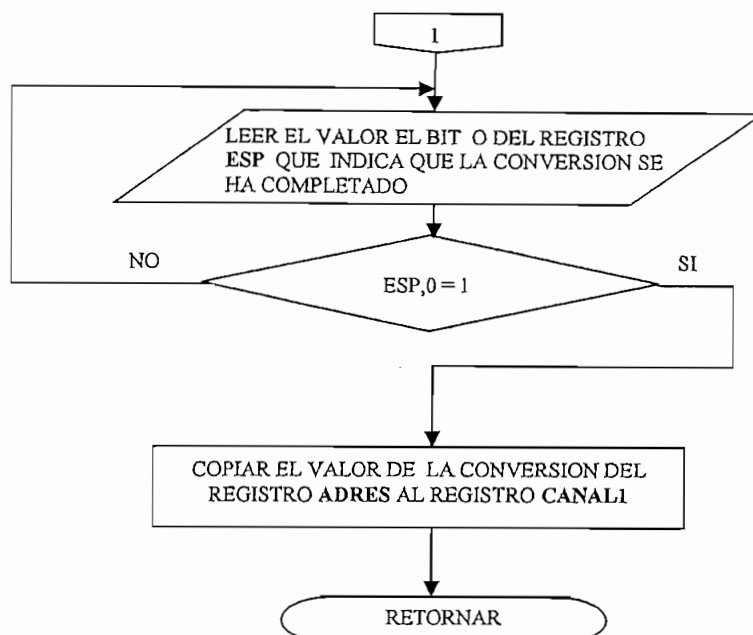 1
LEER EL VALOR EL BIT O DEL REGISTRO
ESP QUE INDICA QUE LA CONVERSION SE
HA COMPLETADO
NO
SI
ESP,0 = 1
COPIAR EL VALOR DE LA CONVERSION DEL
REGISTRO ADRES AL REGISTRO CANAL1
RETORNAR